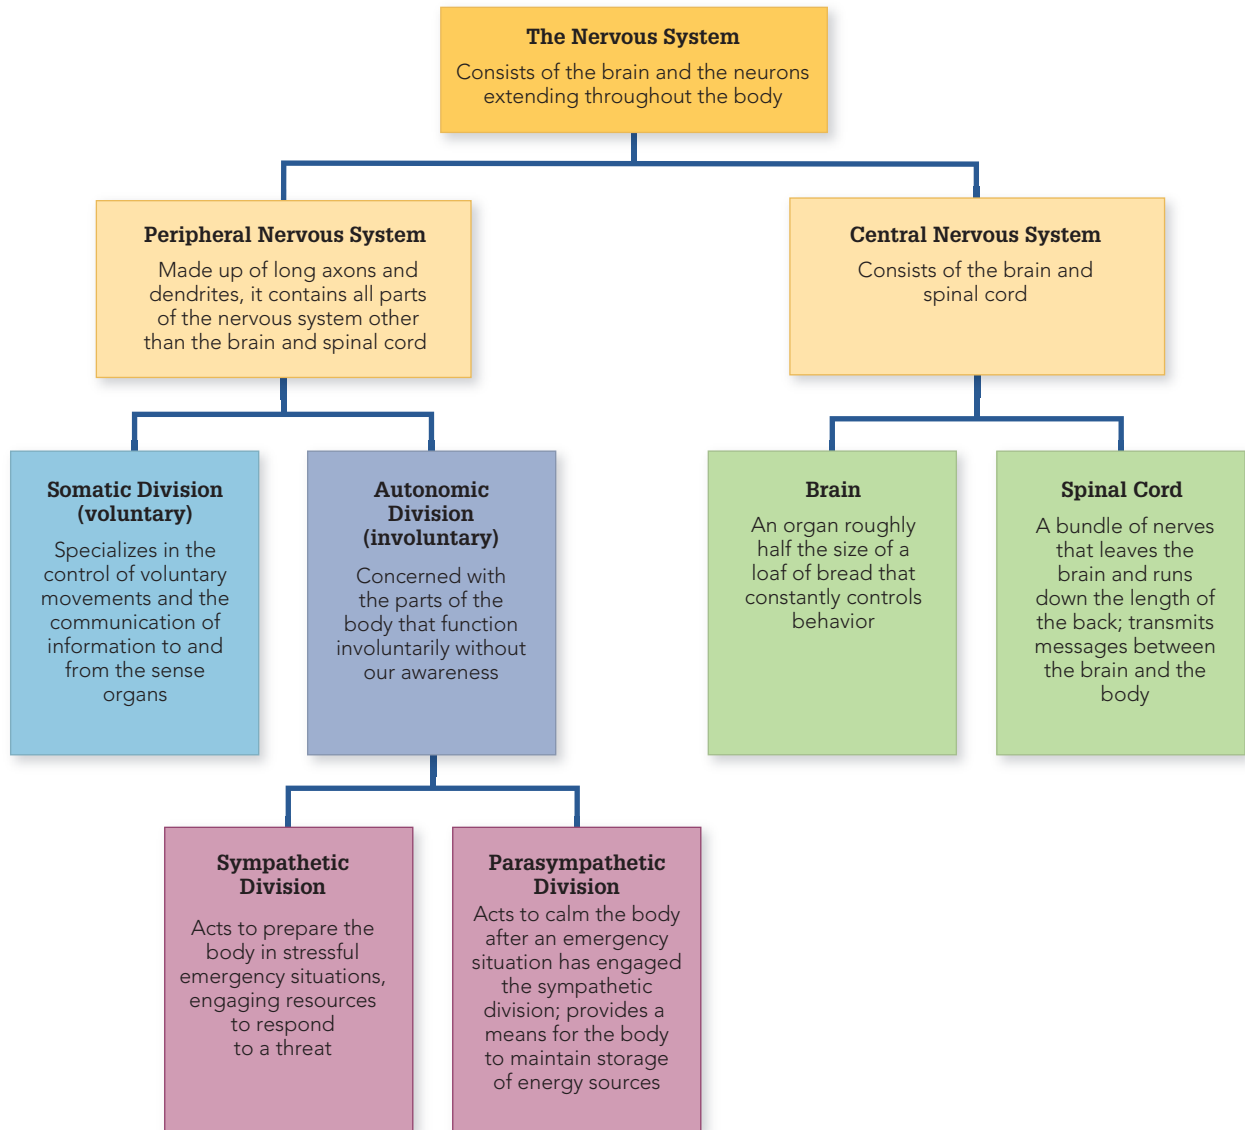 The Nervous System
Consists of the brain and the neurons
extending throughout the body
Peripheral Nervous System
Made up of long axons and
dendrites, it contains all parts
of the nervous system other
than the brain and spinal cord
Central Nervous System
Consists of the brain and
spinal cord
Somatic Division
(voluntary)
Specializes in the
control of voluntary
movements and the
communication of
information to and
from the sense
organs
Autonomic
Division
(involuntary)
Concerned with
the parts of the
body that function
involuntarily without
our awareness
Brain
An organ roughly
half the size of a
loaf of bread that
constantly controls
behavior
Spinal Cord
A bundle of nerves
that leaves the
brain and runs
down the length of
the back; transmits
messages between
the brain and the
body
Sympathetic
Division
Acts to prepare the
body in stressful
emergency situations,
engaging resources
to respond
to a threat
Parasympathetic
Division
Acts to calm the body
after an emergency
situation has engaged
the sympathetic
division; provides a
means for the body
to maintain storage
of energy sources